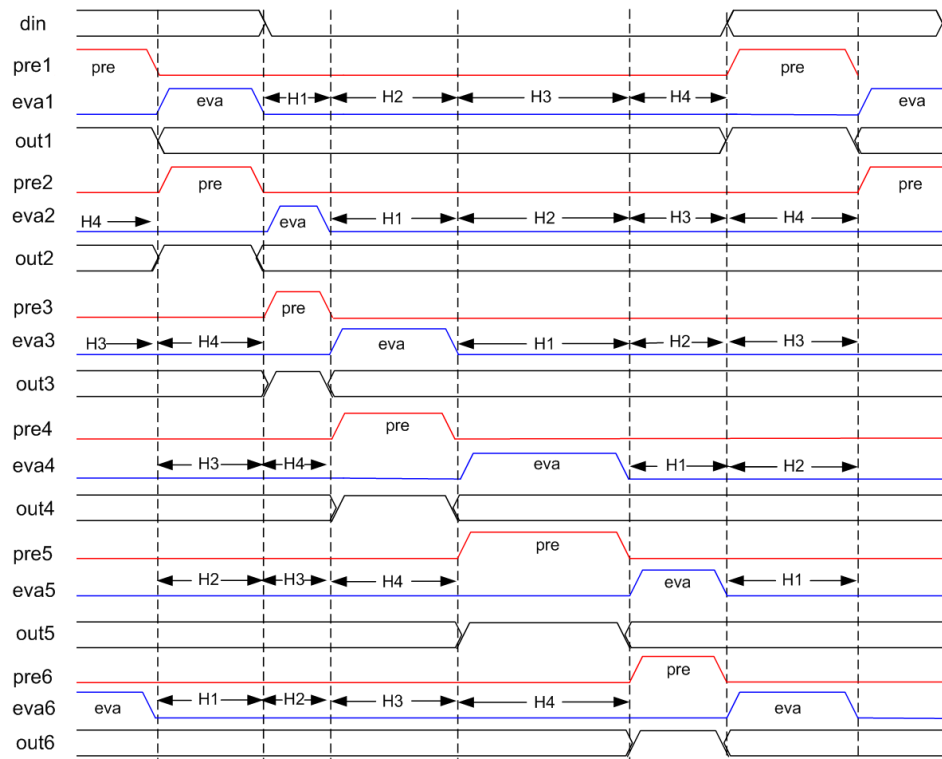 din
pre1 pre pre
eva1 eva H1 H2 H3 H4 eva
out1
pre2 pre pre
eva2 H4 eva H1 H2 H3 H4
out2
pre3 pre
eva3 H3 H4 eva H1 H2 H3
out3
pre4 pre
eva4 H3 H4 eva H1 H2
out4
pre5 pre
eva5 H2 H3 H4 eva H1
out5
pre6 pre
eva6 eva H1 H2 H3 H4 eva
out6